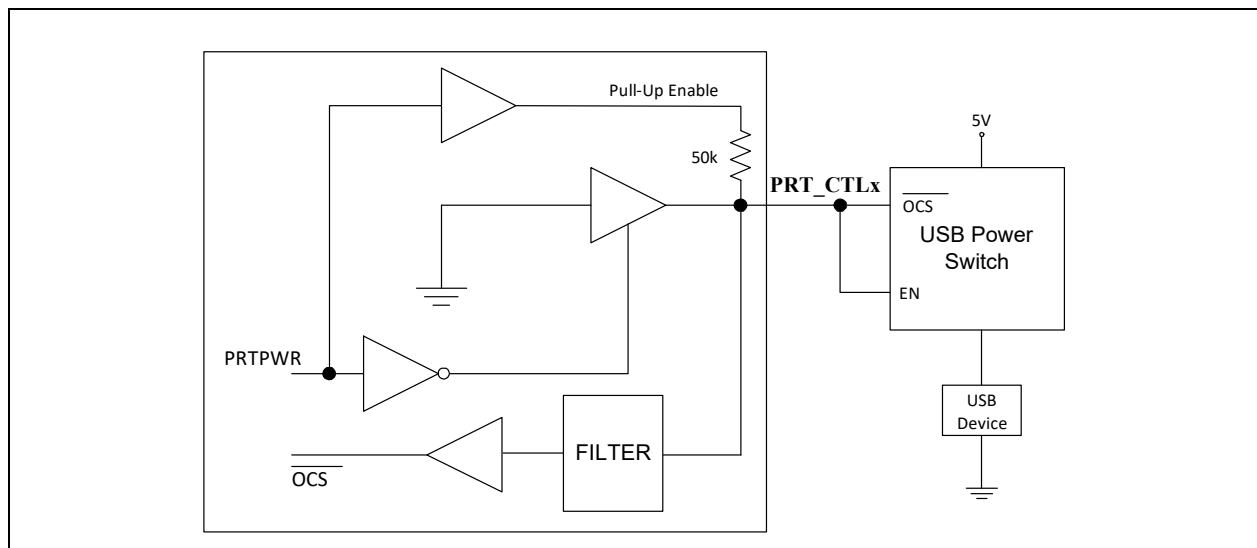 Pull-Up Enable
5V
50k
PRT_CTLx
OCS
USB Power
Switch
EN
PRTPWR
USB
Device
FILTER
OCS